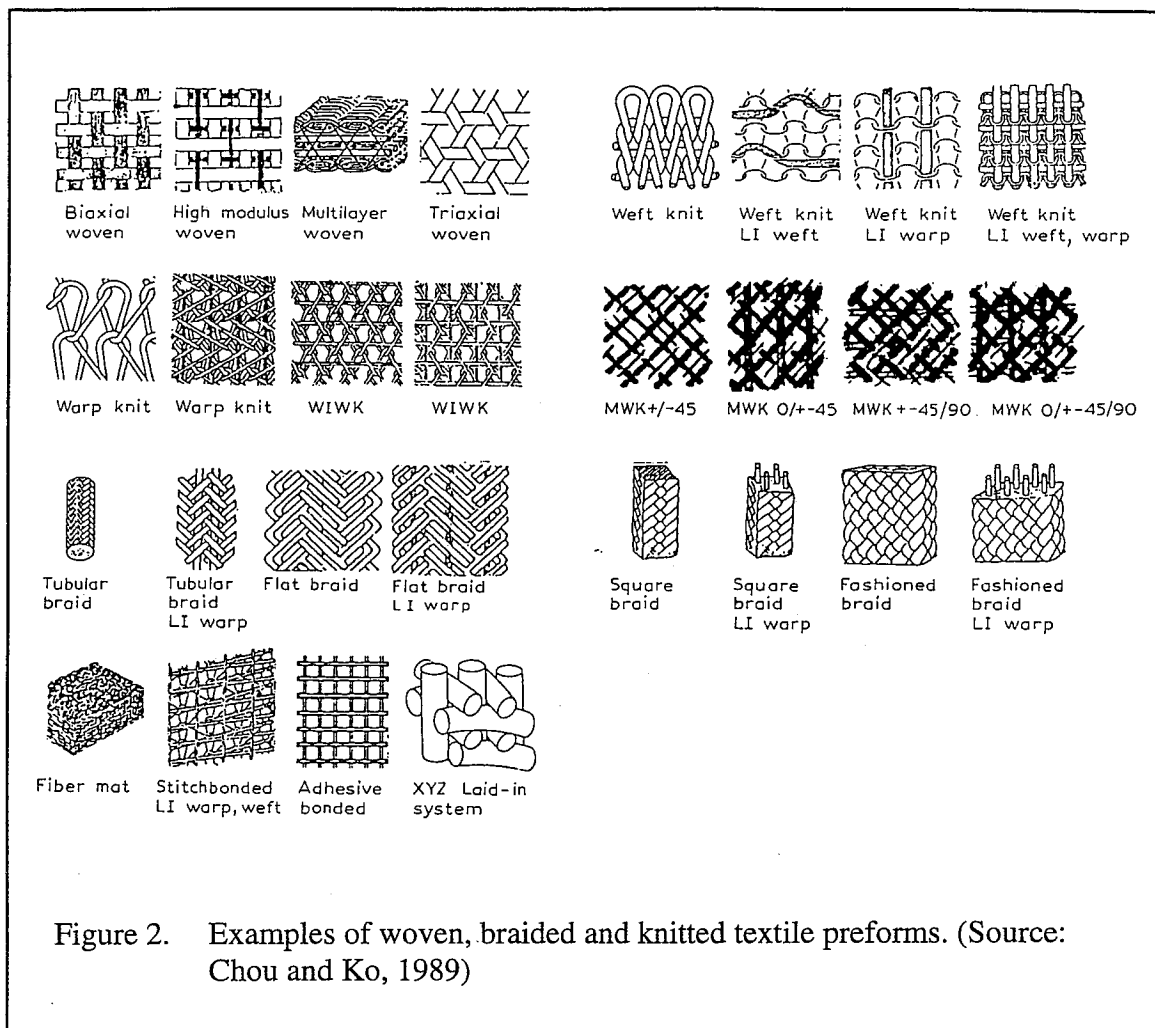 Biaxial woven
High modulus woven
Multilayer woven
Triaxial woven
Weft knit
Weft knit LI weft
Weft knit LI warp
Weft knit LI weft, warp
Warp knit
Warp knit
WIWK
WIWK
MWK+/-45
MWK 0/+-45
MWK +-45/90
MWK 0/+-45/90
Tubular braid
Tubular braid LI warp
Flat braid
Flat braid LI warp
Square braid
Square braid LI warp
Fashioned braid
Fashioned braid LI warp
Fiber mat
Stitchbonded LI warp, weft
Adhesive bonded
XYZ Laid-in system
Figure 2. Examples of woven, braided and knitted textile preforms. (Source:
Chou and Ko, 1989)